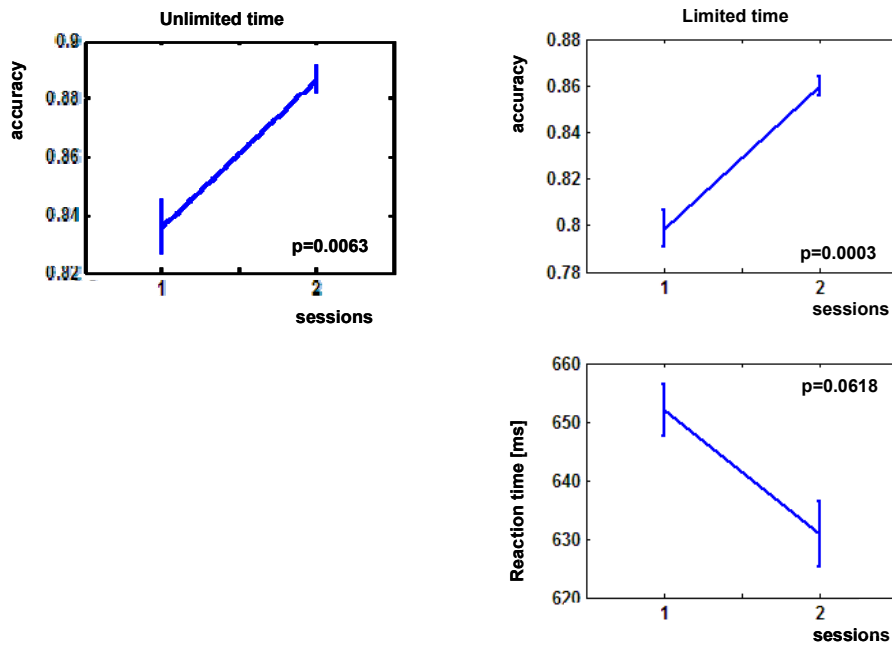 Unlimited time
0.9
0.88
0.86
0.84
0.82
accuracy
p=0.0063
1
2
sessions
Limited time
0.88
0.86
0.84
0.82
0.8
0.78
accuracy
p=0.0003
1
2
sessions
660
650
640
630
620
Reaction time [ms]
p=0.0618
1
2
sessions